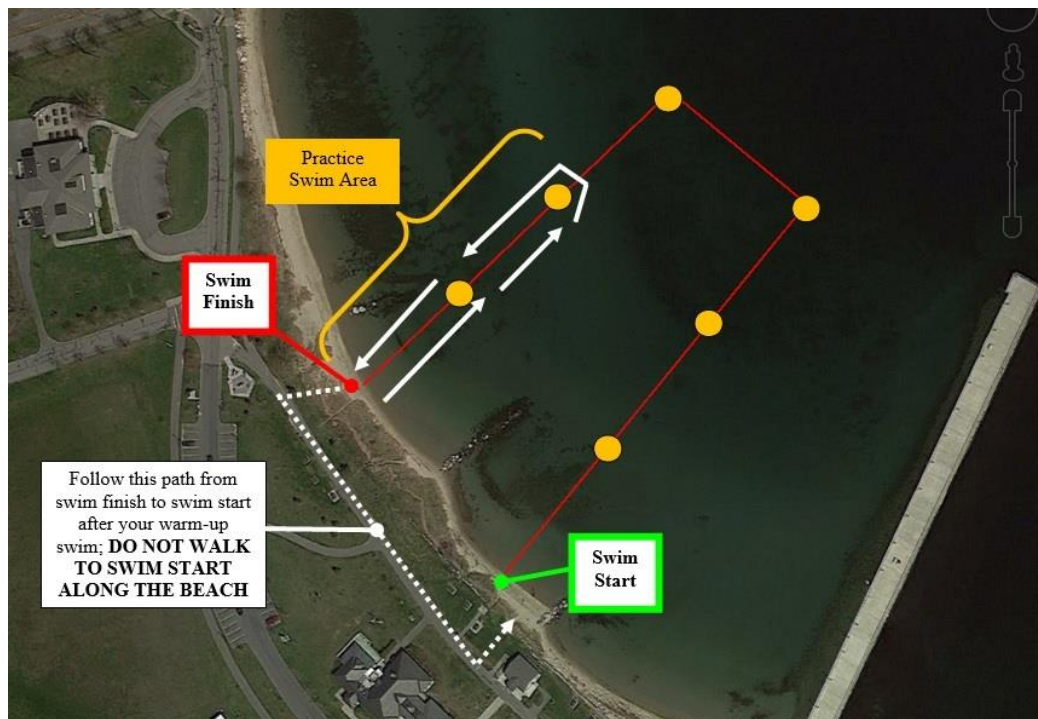 Practice
Swim Area
Swim
Finish
Follow this path from
swim finish to swim start
after your warm-up
swim; DO NOT WALK
TO SWIM START
ALONG THE BEACH
Swim
Start